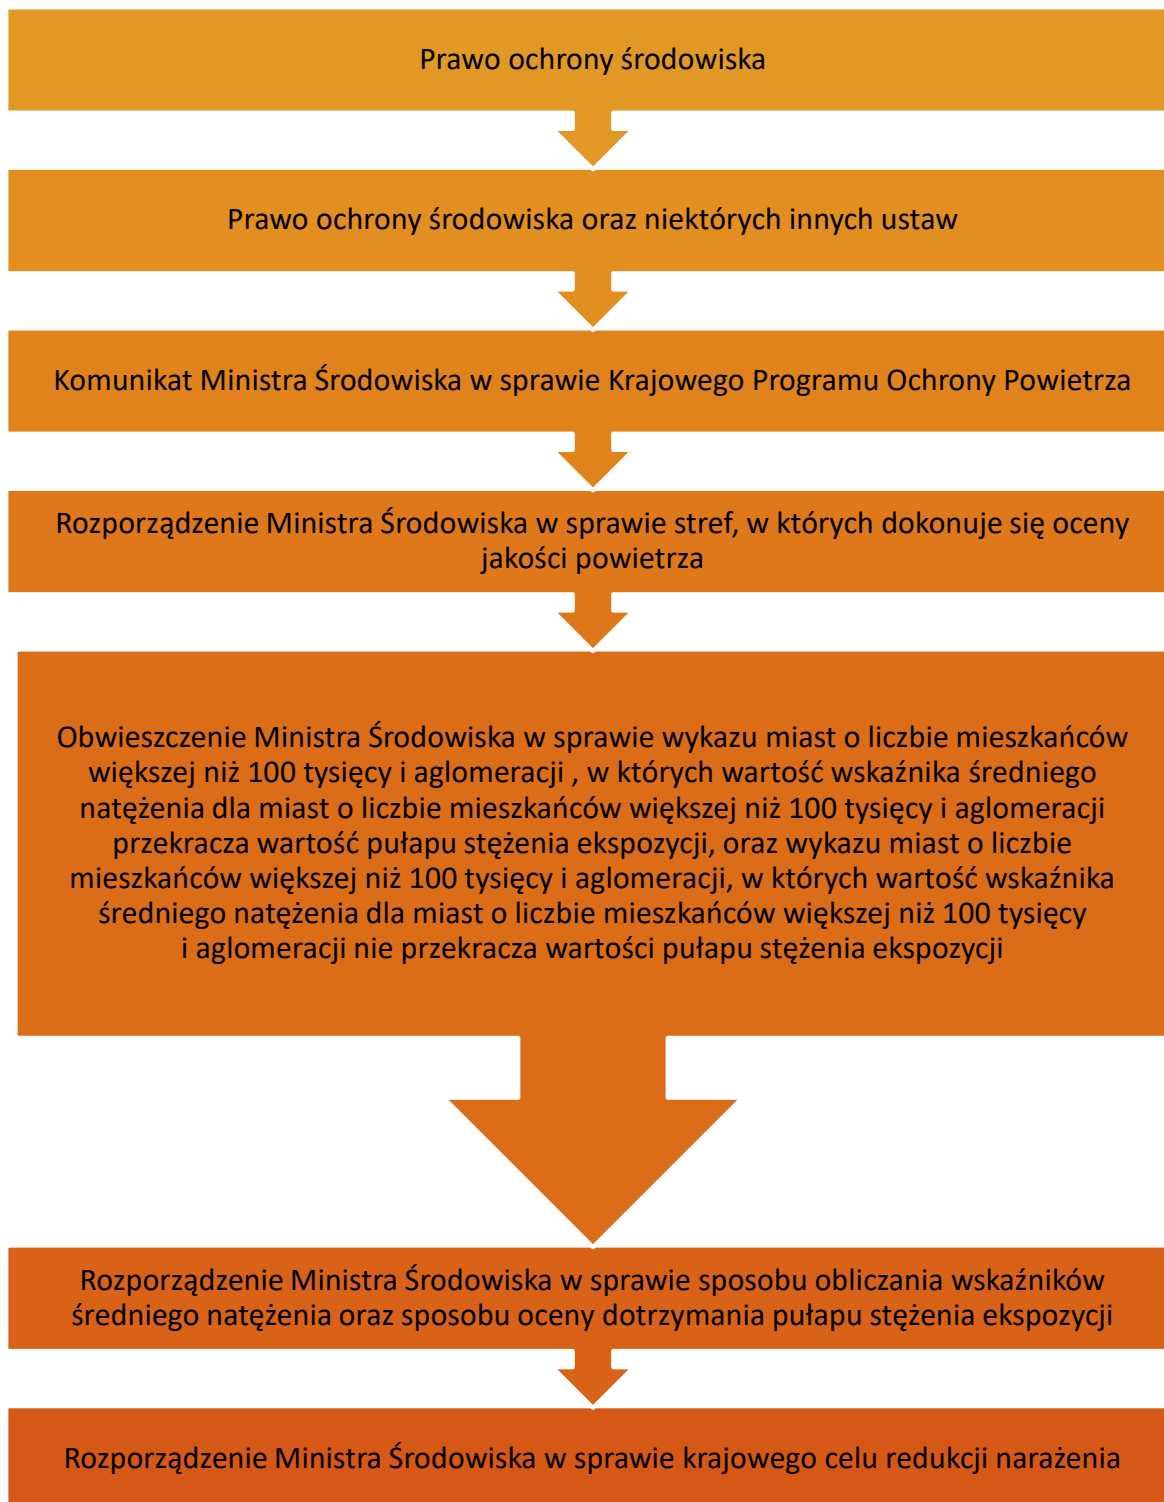 Prawo ochrony środowiska
Prawo ochrony środowiska oraz niektórych innych ustaw
Komunikat Ministra Środowiska w sprawie Krajowego Programu Ochrony Powietrza
Rozporządzenie Ministra Środowiska w sprawie stref, w których dokonuje się oceny
jakości powietrza
Obwieszczenie Ministra Środowiska w sprawie wykazu miast o liczbie mieszkańców
większej niż 100 tysięcy i aglomeracji , w których wartość wskaźnika średniego
natężenia dla miast o liczbie mieszkańców większej niż 100 tysięcy i aglomeracji
przekracza wartość pułapu stężenia ekspozycji, oraz wykazu miast o liczbie
mieszkańców większej niż 100 tysięcy i aglomeracji, w których wartość wskaźnika
średniego natężenia dla miast o liczbie mieszkańców większej niż 100 tysięcy
i aglomeracji nie przekracza wartości pułapu stężenia ekspozycji
Rozporządzenie Ministra Środowiska w sprawie sposobu obliczania wskaźników
średniego natężenia oraz sposobu oceny dotrzymania pułapu stężenia ekspozycji
Rozporządzenie Ministra Środowiska w sprawie krajowego celu redukcji narażenia